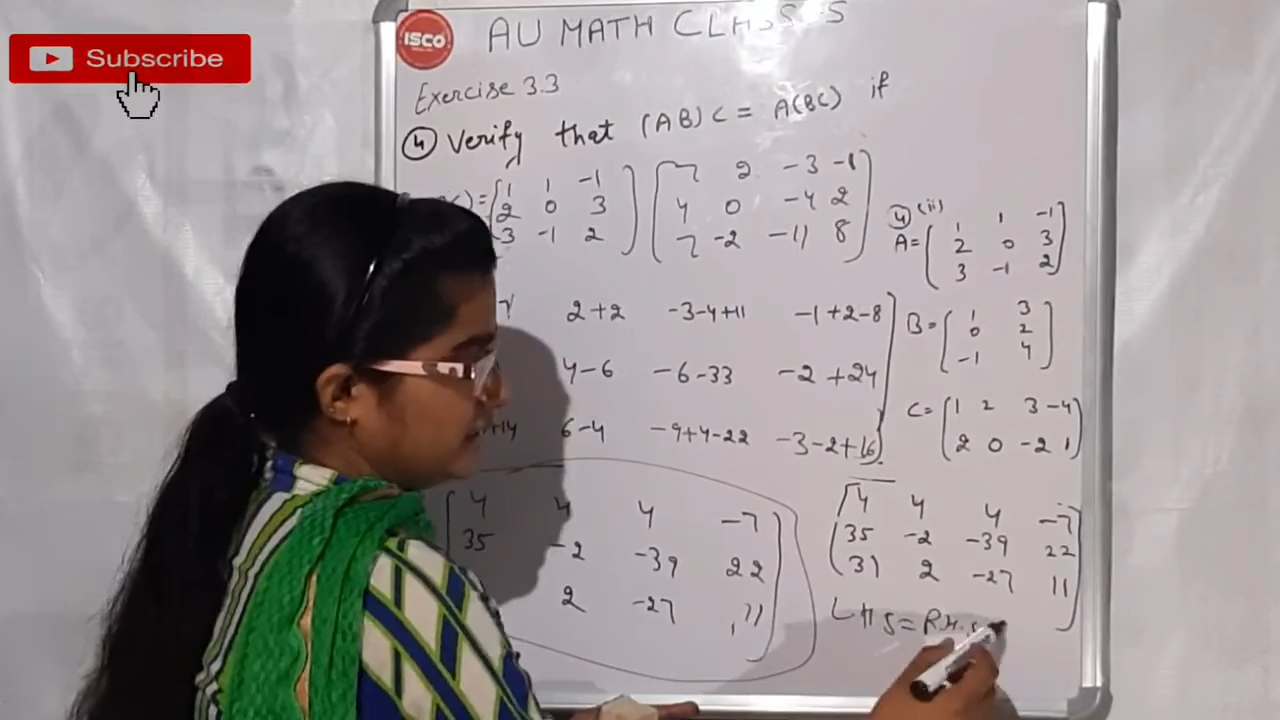 Subscribe
ISCO
AU MATH CLASSES
Exercise 3.3
4 Verify that (AB)C = A(BC) if
1 1 -1 7 2 -3 -1
2 0 3 4 0 -4 2
3 -1 2 7 -2 -11 8
2+2 -3-4+11 -1+2-8
4-6 -6-33 -2+24
+14 6-4 -9+4-22 -3-2+16
4 4 4 -7
35 -2 -39 22
2 -27 11
4 (ii)
A= 1 1 -1
2 0 3
3 -1 2
B= 1 3
0 2
-1 4
C= 1 2 3 -4
2 0 -2 1
4 4 4 -7
35 -2 -39 22
31 2 -27 11
LHS=R.H.S